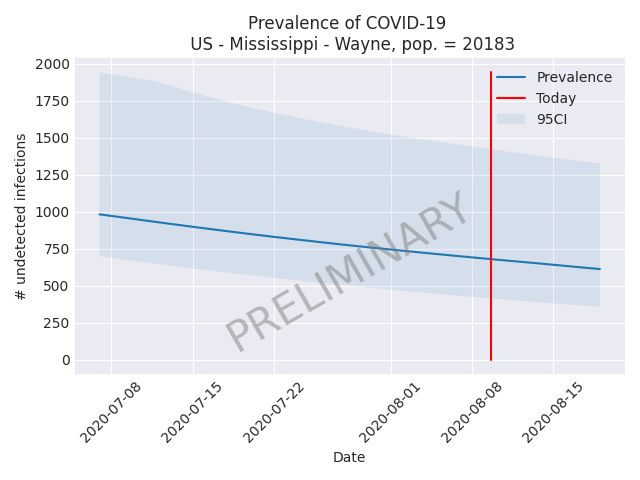 Prevalence of COVID-19
US - Mississippi - Wayne, pop. = 20183
2000
1750
1500
1250
1000
750
500
250
0
# undetected infections
Prevalence
Today
95CI
PRELIMINARY
2020-07-08
2020-07-15
2020-07-22
2020-08-01
2020-08-08
2020-08-15
Date